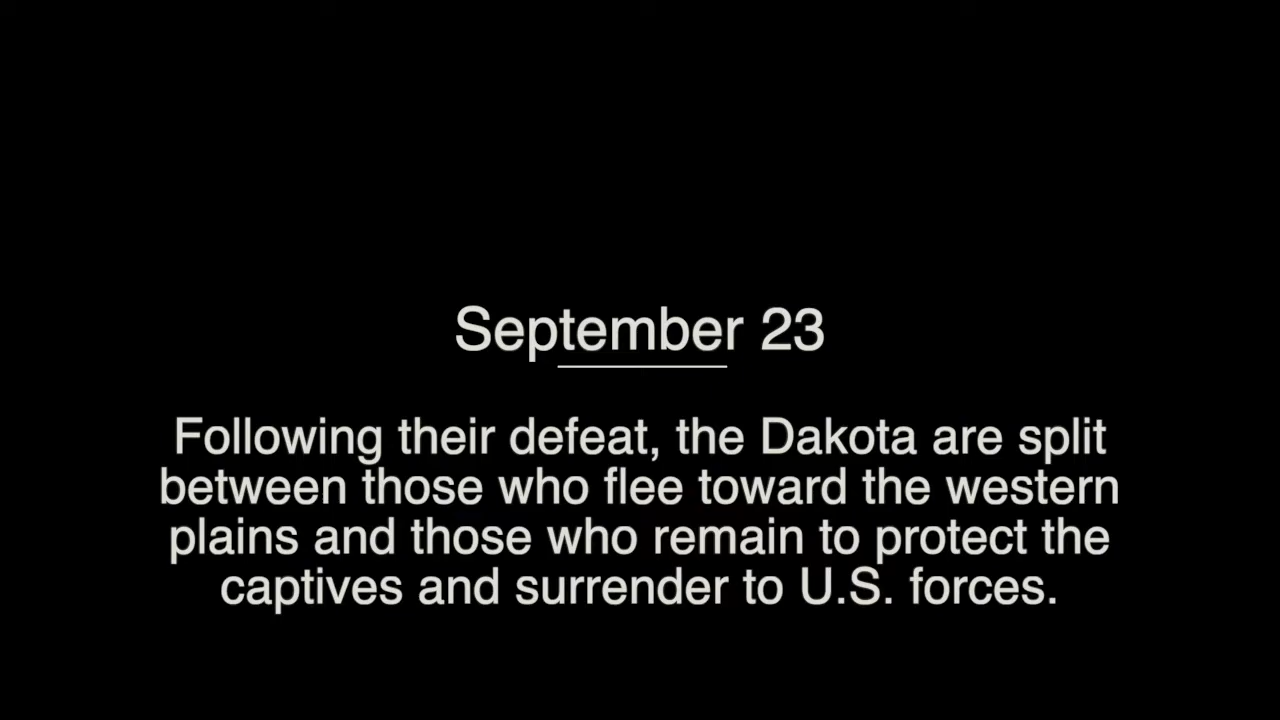 September 23
Following their defeat, the Dakota are split
between those who flee toward the western
plains and those who remain to protect the
captives and surrender to U.S. forces.